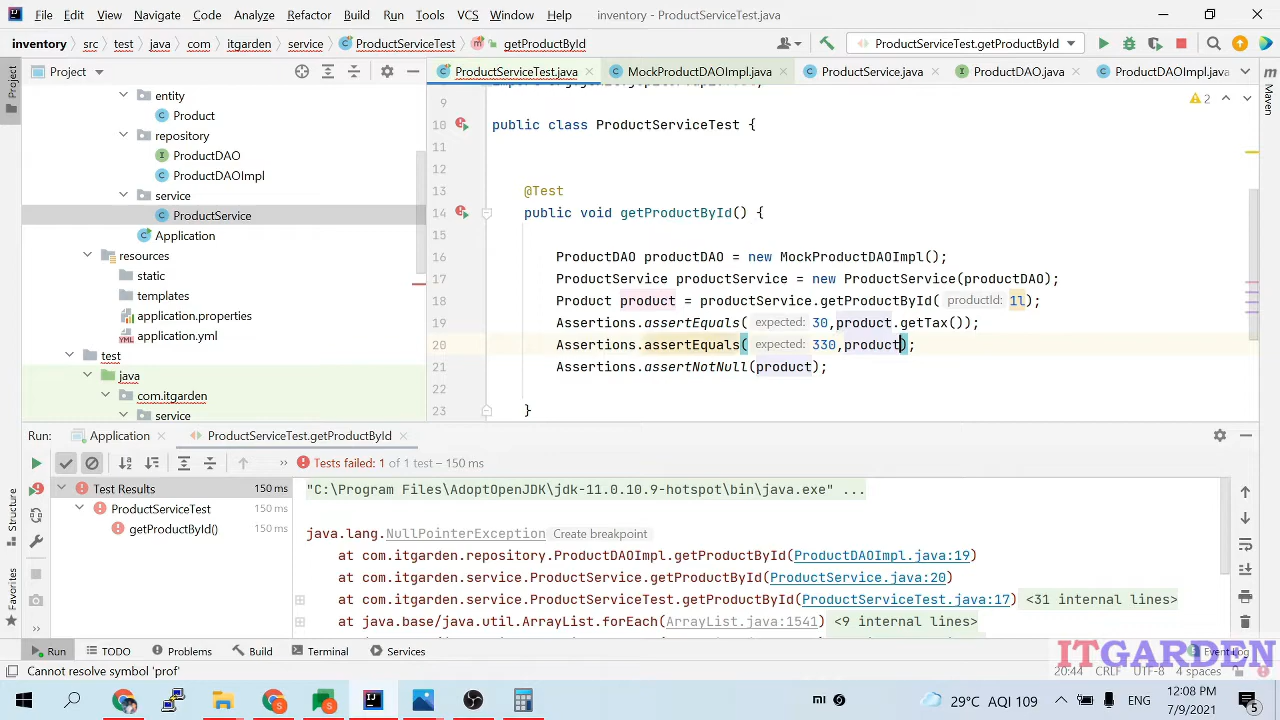 File Edit View Navigate Code Analyze Refactor Build Run Tools VCS Window Help inventory - ProductServiceTest.java
inventory src test java com itgarden service ProductServiceTest getProductById ProductServiceTest.getProductById
Project ProductServiceTest.java MockProductDAOImpl.java ProductService.java ProductDAO.java ProductDAOImpl.java
Project
Maven
entity
Product
repository
ProductDAO
ProductDAOImpl
service
ProductService
Application
resources
static
templates
application.properties
application.yml
test
java
com.itgarden
service
2
9
10 public class ProductServiceTest {
11
12
13 @Test
14 public void getProductById() {
15
16 ProductDAO productDAO = new MockProductDAOImpl();
17 ProductService productService = new ProductService(productDAO);
18 Product product = productService.getProductById( productId: 1l);
19 Assertions.assertEquals( expected: 30,product.getTax());
20 Assertions.assertEquals( expected: 330,product);
21 Assertions.assertNotNull(product);
22
23 }
Run: Application ProductServiceTest.getProductById
Tests failed: 1 of 1 test – 150 ms
Test Results 150 ms
ProductServiceTest 150 ms
getProductById() 150 ms
"C:\Program Files\AdoptOpenJDK\jdk-11.0.10.9-hotspot\bin\java.exe" ...
java.lang.NullPointerException Create breakpoint
at com.itgarden.repository.ProductDAOImpl.getProductById(ProductDAOImpl.java:19)
at com.itgarden.service.ProductService.getProductById(ProductService.java:20)
at com.itgarden.service.ProductServiceTest.getProductById(ProductServiceTest.java:17) <31 internal lines>
at java.base/java.util.ArrayList.forEach(ArrayList.java:1541) <9 internal lines>
Structure
Favorites
Run TODO Problems Build Terminal Services Event Log
ITGARDEN
Cannot resolve symbol 'prof' 20:44 CRLF UTF-8 4 spaces
29°C AQI 109 ENG 12:08 PM
7/9/2021
5